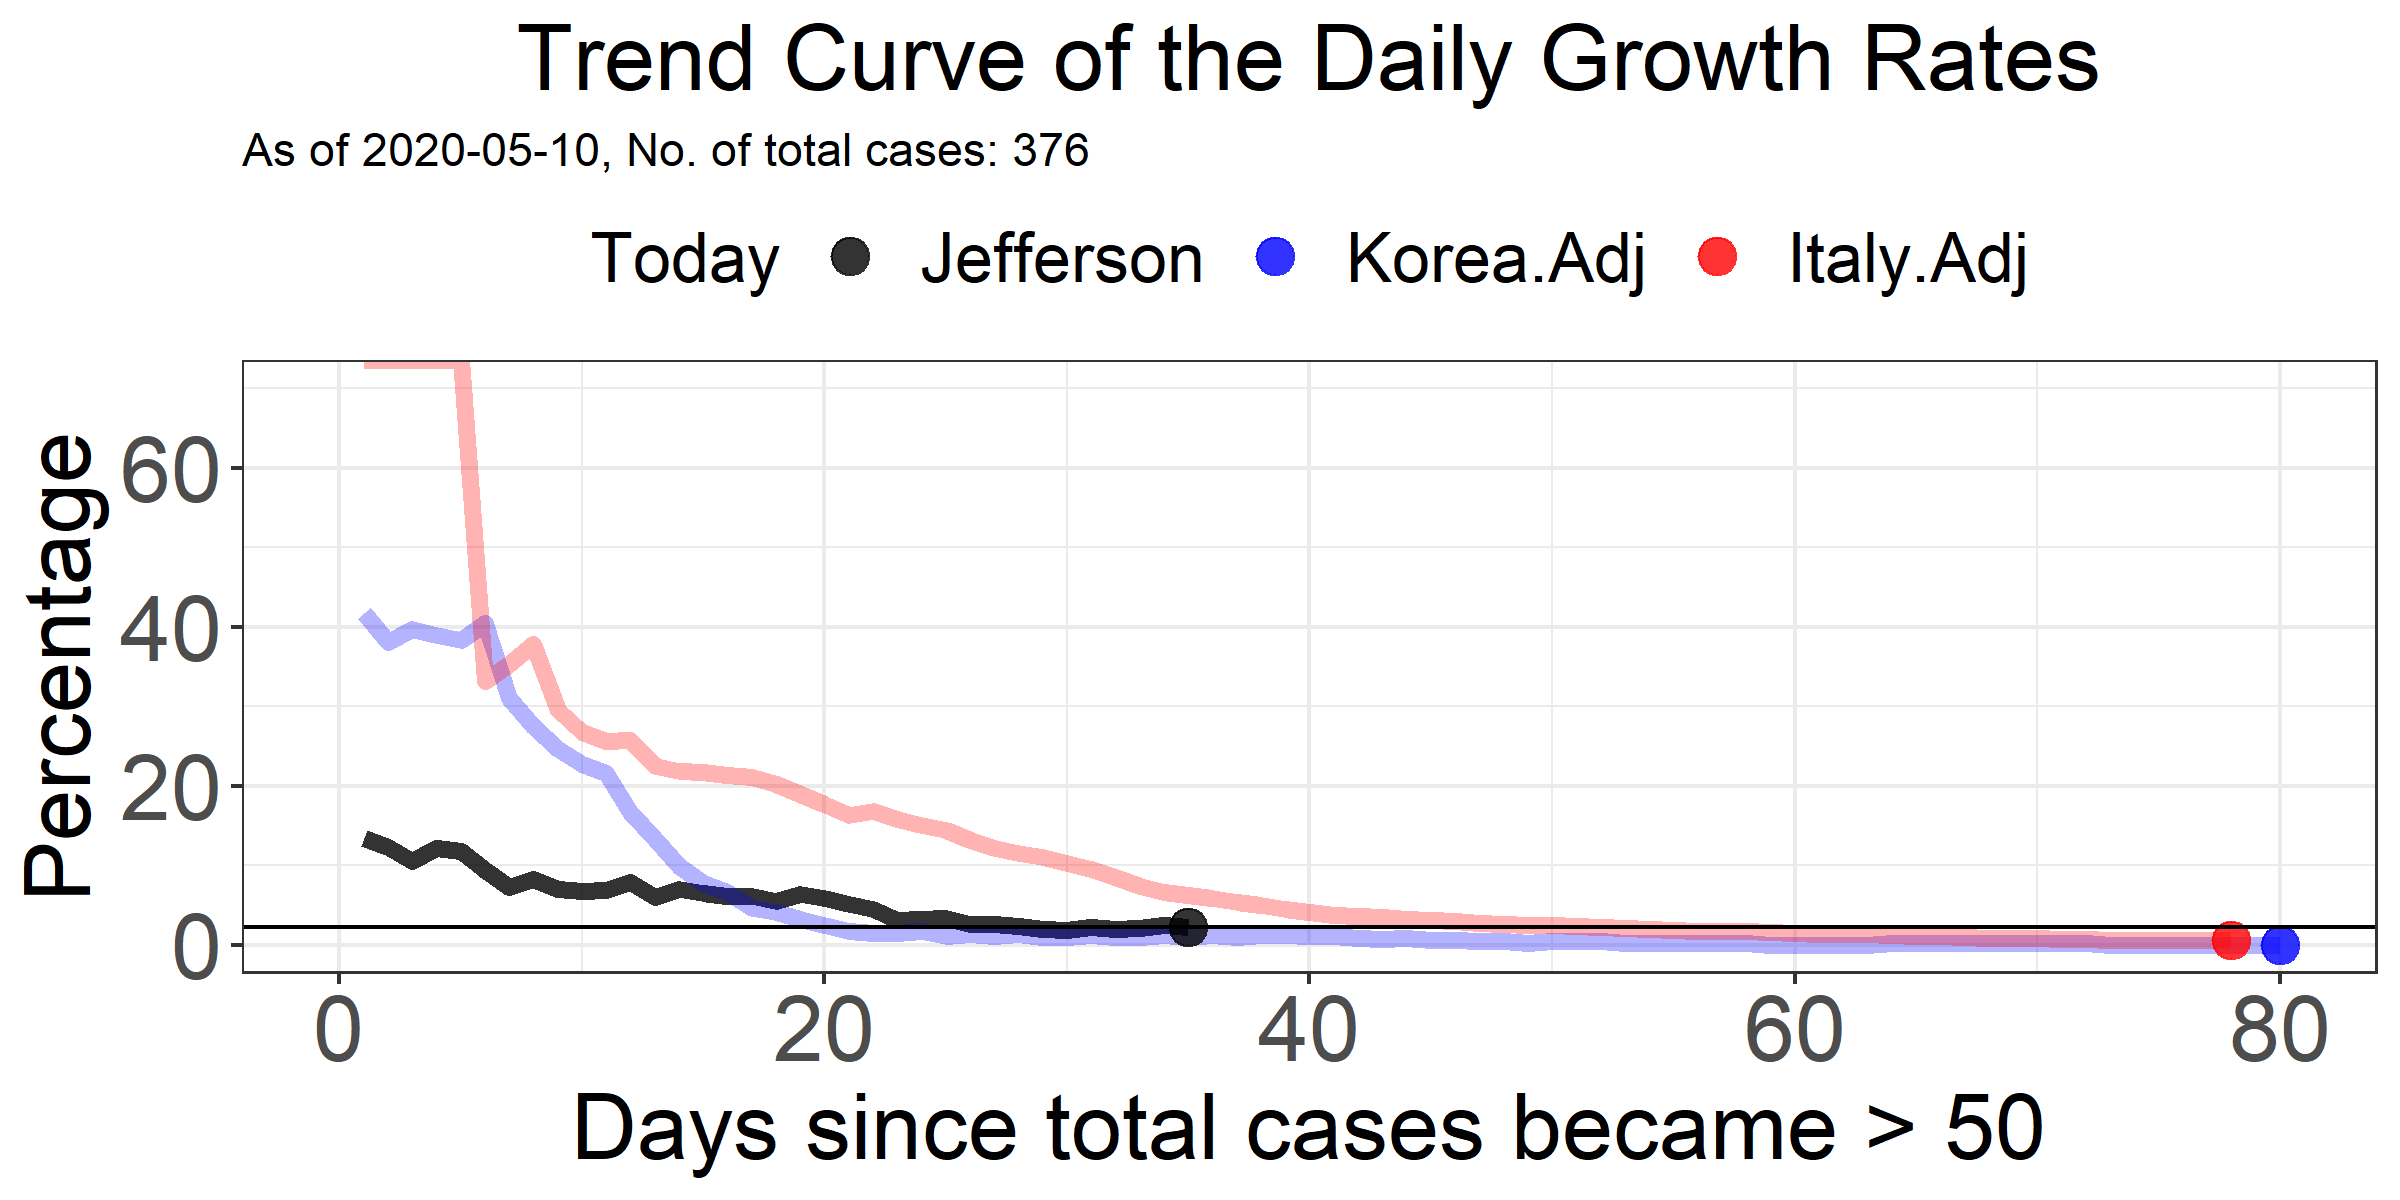 Trend Curve of the Daily Growth Rates
As of 2020-05-10, No. of total cases: 376
Today Jefferson Korea.Adj Italy.Adj
Percentage
60
40
20
0
0 20 40 60 80
Days since total cases became > 50